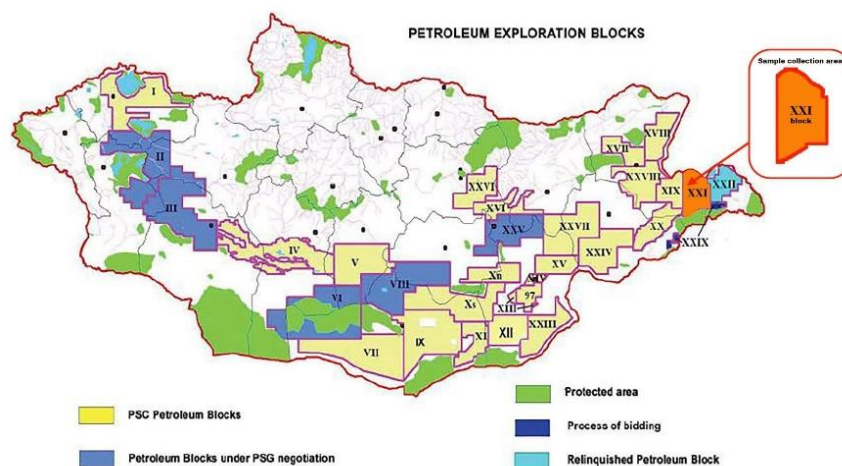 PETROLEUM EXPLORATION BLOCKS
Sample collection area
XXI
block
I
II
III
IV
V
VI
VII
VIII
IX
Xn
Xs
XI
XII
XIII
97
XXIII
XV
XXIV
XXV
XXVI
XVI
XXVII
XVII
XVIII
XXVIII
XIX
XX
XXI
XXII
XXIX
PSC Petroleum Blocks
Petroleum Blocks under PSG negotiation
Protected area
Process of bidding
Relinquished Petroleum Block